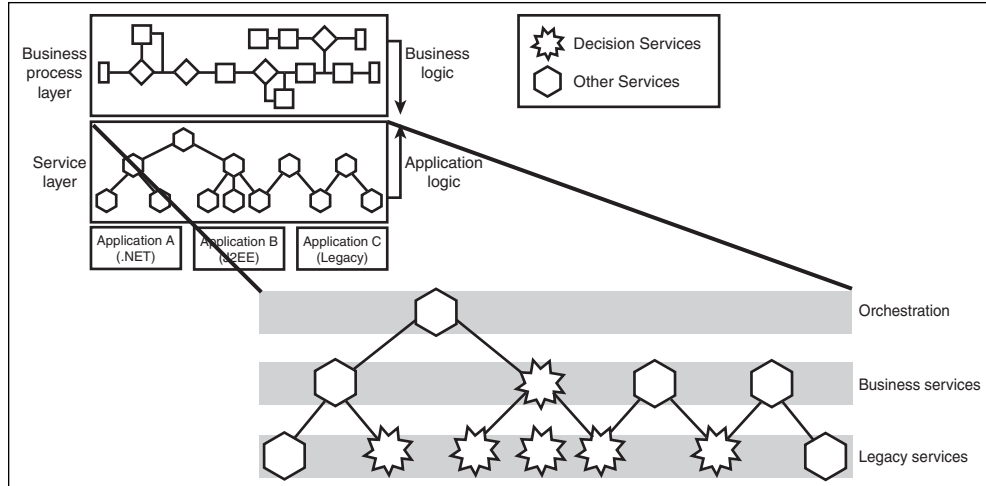 Business
process
layer
Business
logic
Decision Services
Other Services
Service
layer
Application
logic
Application A
(.NET)
Application B
(J2EE)
Application C
(Legacy)
Orchestration
Business services
Legacy services